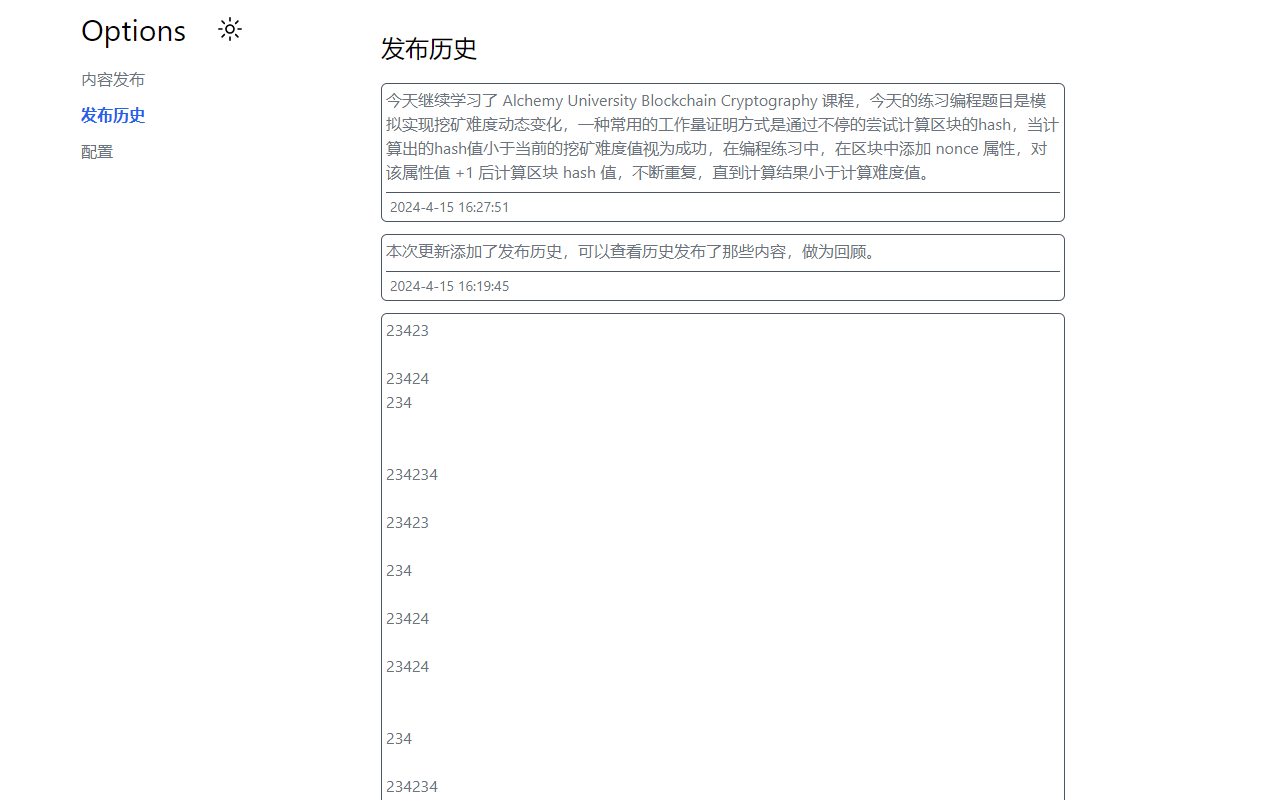 Options
内容发布
发布历史
配置
发布历史
今天继续学习了 Alchemy University Blockchain Cryptography 课程，今天的练习编程题目是模
拟实现挖矿难度动态变化，一种常用的工作量证明方式是通过不停的尝试计算区块的hash，当计
算出的hash值小于当前的挖矿难度值视为成功，在编程练习中，在区块中添加 nonce 属性，对
该属性值 +1 后计算区块 hash 值，不断重复，直到计算结果小于计算难度值。
2024-4-15 16:27:51
本次更新添加了发布历史，可以查看历史发布了那些内容，做为回顾。
2024-4-15 16:19:45
23423
23424
234
234234
23423
234
23424
23424
234
234234